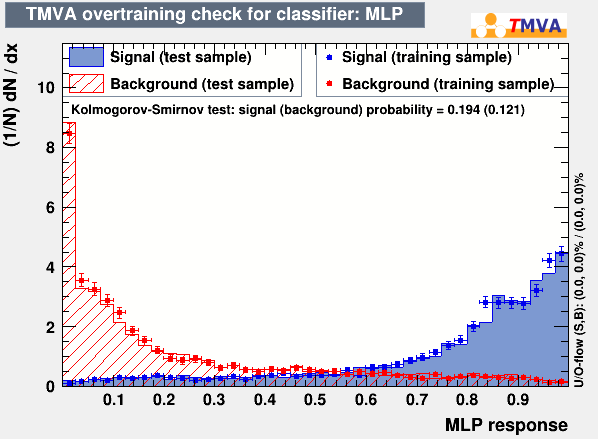 TMVA overtraining check for classifier: MLP
TMVA
(1/N) dN / dx
Signal (test sample)
Background (test sample)
Signal (training sample)
Background (training sample)
Kolmogorov-Smirnov test: signal (background) probability = 0.194 (0.121)
10
8
6
4
2
0
0.1 0.2 0.3 0.4 0.5 0.6 0.7 0.8 0.9
MLP response
U/O-flow (S,B): (0.0, 0.0)% / (0.0, 0.0)%